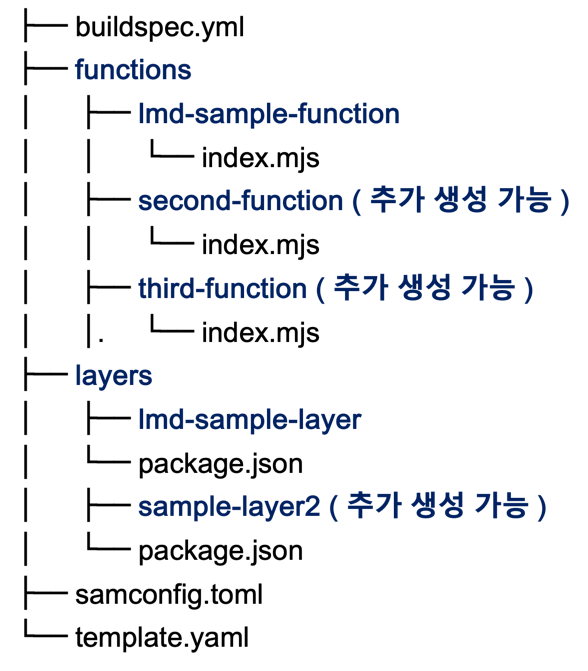 ├── buildspec.yml
├── functions
│   ├── lmd-sample-function
│   │   └── index.mjs
│   ├── second-function ( 추가 생성 가능 )
│   │   └── index.mjs
│   ├── third-function ( 추가 생성 가능 )
│   │.  └── index.mjs
├── layers
│   ├── lmd-sample-layer
│   └── package.json
│   ├── sample-layer2 ( 추가 생성 가능 )
│   └── package.json
├── samconfig.toml
└── template.yaml